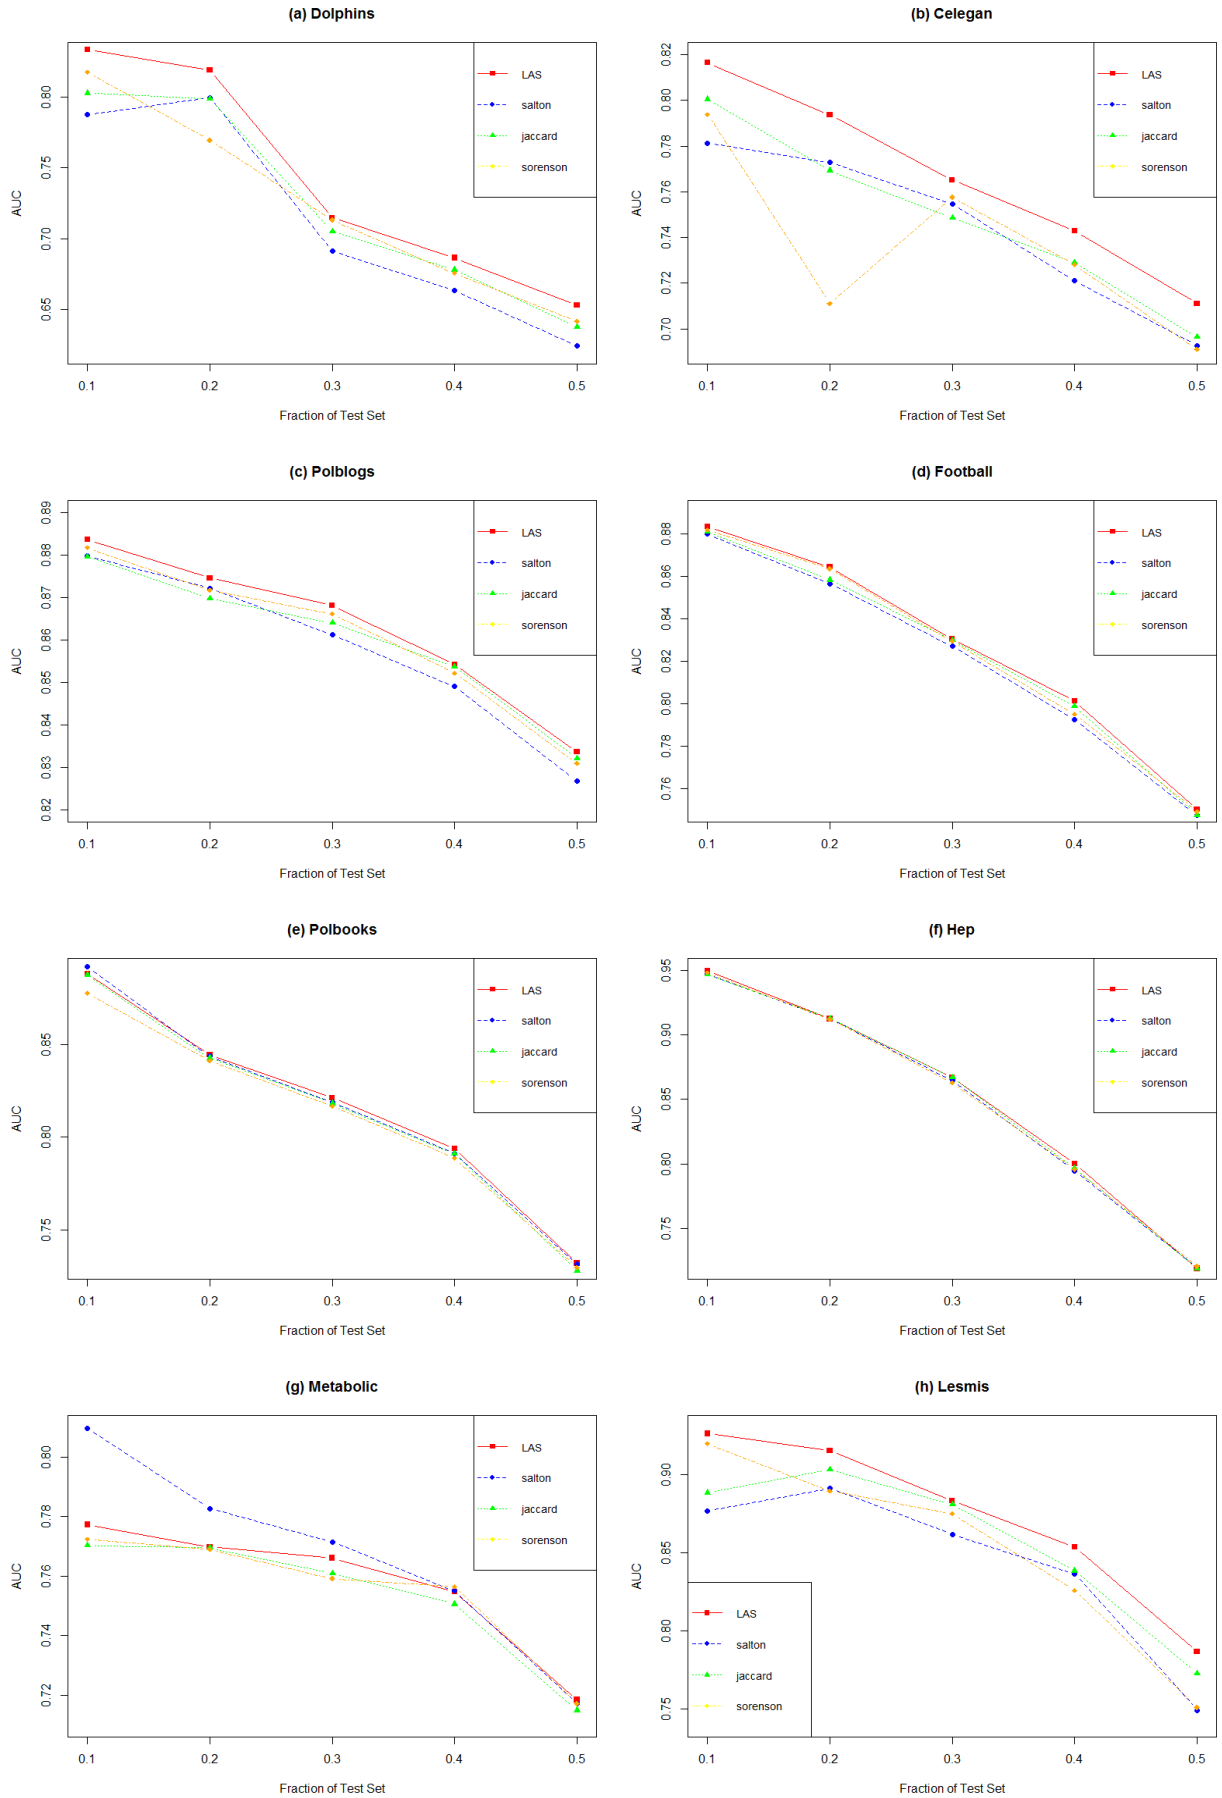 (a) Dolphins
AUC
0.80
0.75
0.70
0.65
LAS
salton
jaccard
sorenson
0.1 0.2 0.3 0.4 0.5
Fraction of Test Set
(b) Celegan
AUC
0.82
0.80
0.78
0.76
0.74
0.72
0.70
LAS
salton
jaccard
sorenson
0.1 0.2 0.3 0.4 0.5
Fraction of Test Set
(c) Polblogs
AUC
0.89
0.88
0.87
0.86
0.85
0.84
0.83
0.82
LAS
salton
jaccard
sorenson
0.1 0.2 0.3 0.4 0.5
Fraction of Test Set
(d) Football
AUC
0.88
0.86
0.84
0.82
0.80
0.78
0.76
LAS
salton
jaccard
sorenson
0.1 0.2 0.3 0.4 0.5
Fraction of Test Set
(e) Polbooks
AUC
0.85
0.80
0.75
LAS
salton
jaccard
sorenson
0.1 0.2 0.3 0.4 0.5
Fraction of Test Set
(f) Hep
AUC
0.95
0.90
0.85
0.80
0.75
LAS
salton
jaccard
sorenson
0.1 0.2 0.3 0.4 0.5
Fraction of Test Set
(g) Metabolic
AUC
0.80
0.78
0.76
0.74
0.72
LAS
salton
jaccard
sorenson
0.1 0.2 0.3 0.4 0.5
Fraction of Test Set
(h) Lesmis
AUC
0.90
0.85
0.80
0.75
LAS
salton
jaccard
sorenson
0.1 0.2 0.3 0.4 0.5
Fraction of Test Set